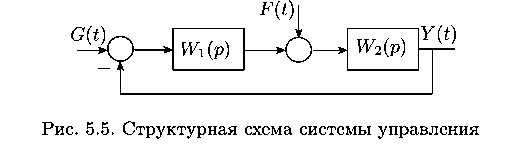 F(t)
G(t) W₁(p) W₂(p) Y(t)
−
Рис. 5.5. Структурная схема системы управления